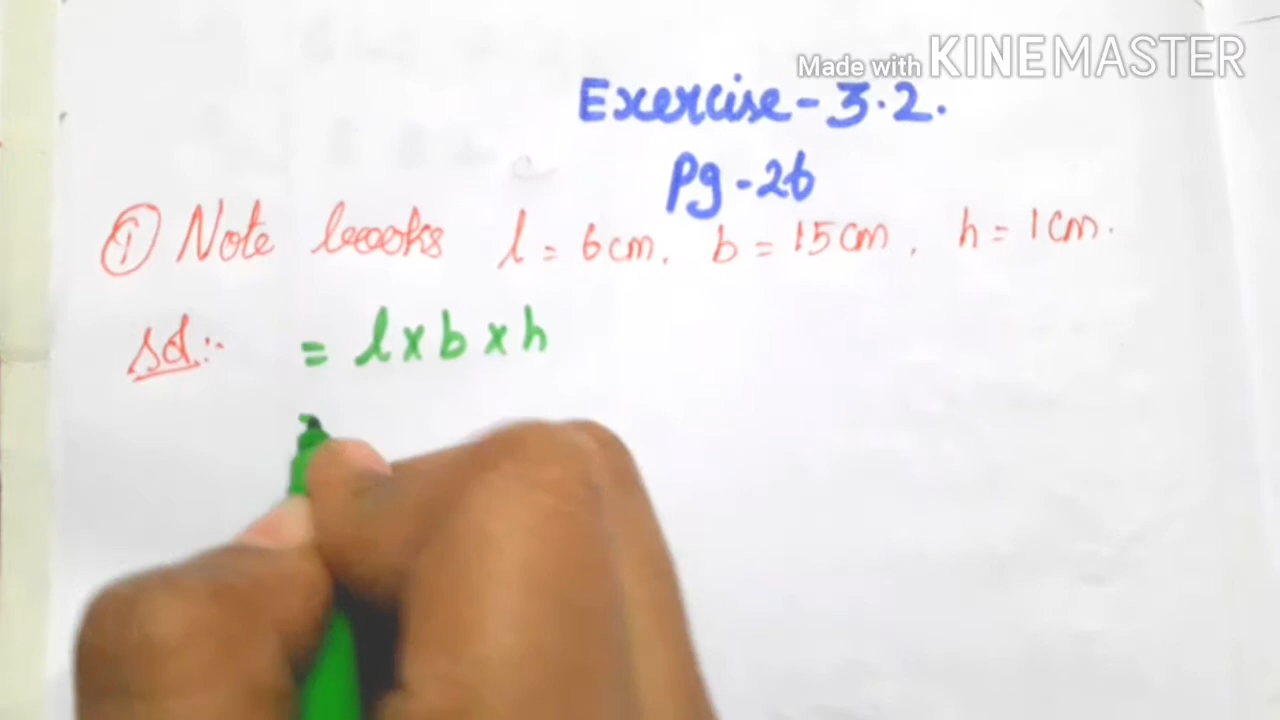 Made with KINEMASTER
Exercise - 3.2.
Pg - 26
① Note books l = 6cm. b = 15cm, h = 1cm.
Sol:-  = l × b × h